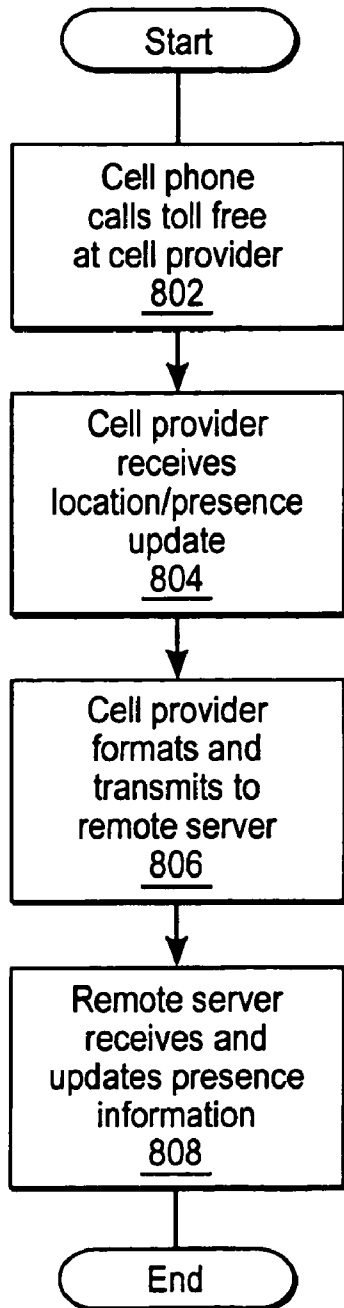 Start
Cell phone
calls toll free
at cell provider
802
Cell provider
receives
location/presence
update
804
Cell provider
formats and
transmits to
remote server
806
Remote server
receives and
updates presence
information
808
End